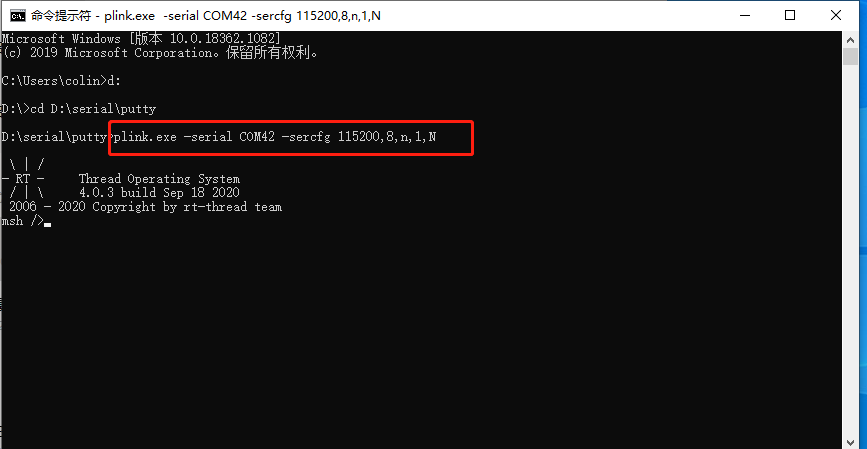 命令提示符 - plink.exe  -serial COM42 -sercfg 115200,8,n,1,N
Microsoft Windows [版本 10.0.18362.1082]
(c) 2019 Microsoft Corporation。保留所有权利。
C:\Users\colin>d:
D:\>cd D:\serial\putty
D:\serial\putty>plink.exe -serial COM42 -sercfg 115200,8,n,1,N
 \ | /
- RT -     Thread Operating System
 / | \     4.0.3 build Sep 18 2020
 2006 - 2020 Copyright by rt-thread team
msh />